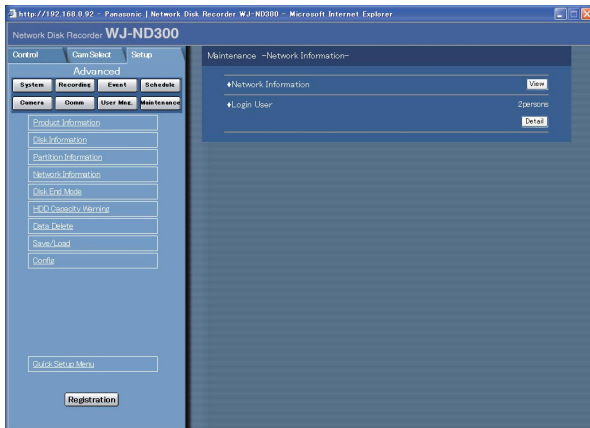 http://192.168.0.92 - Panasonic | Network Disk Recorder WJ-ND300 - Microsoft Internet Explorer
Network Disk Recorder WJ-ND300
Control Cam Select Setup
Advanced
System Recording Event Schedule
Camera Comm User Mng. Maintenance
Product Information
Disk Information
Partition Information
Network Information
Disk End Mode
HDD Capacity Warning
Data Delete
Save/Load
Config
Quick Setup Menu
Registration
Maintenance -Network Information-
♦Network Information View
♦Login User 2persons
Detail